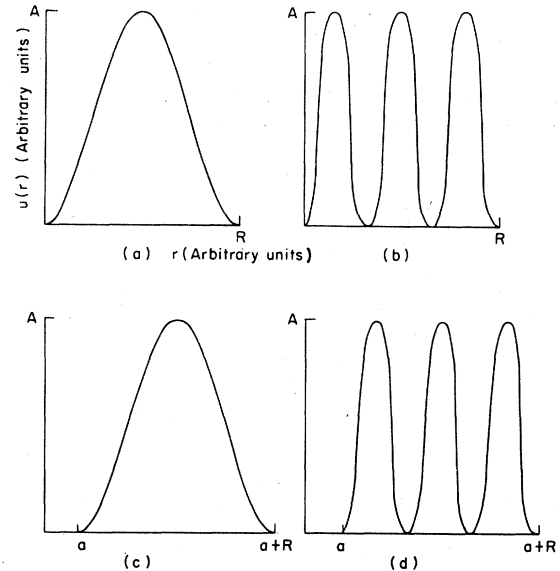 A
u(r) (Arbitrary units)
R
(a) r(Arbitrary units)
A
R
(b)
A
a
a+R
(c)
A
a
a+R
(d)